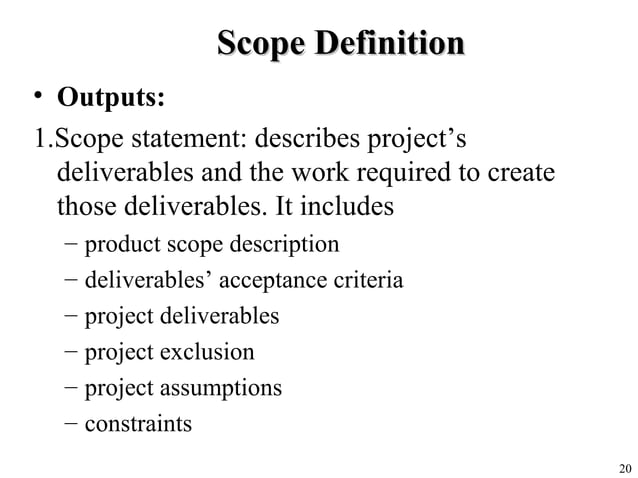 Scope Definition
• Outputs:
1.Scope statement: describes project’s
deliverables and the work required to create
those deliverables. It includes
– product scope description
– deliverables’ acceptance criteria
– project deliverables
– project exclusion
– project assumptions
– constraints
20